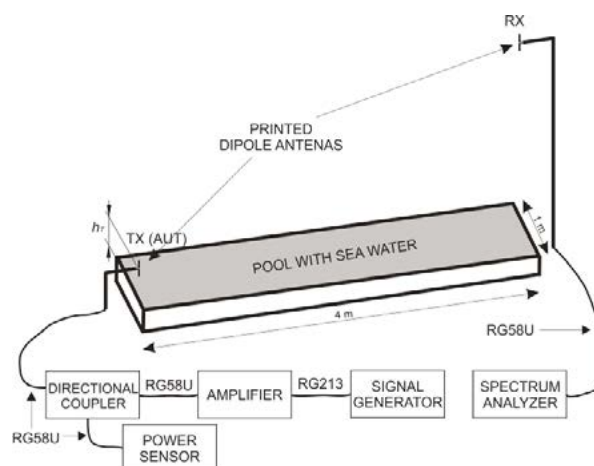 RX
PRINTED
DIPOLE ANTENAS
hT
TX (AUT)
POOL WITH SEA WATER
1 m
4 m
RG58U
DIRECTIONAL
COUPLER
RG58U
AMPLIFIER
RG213
SIGNAL
GENERATOR
SPECTRUM
ANALYZER
RG58U
POWER
SENSOR